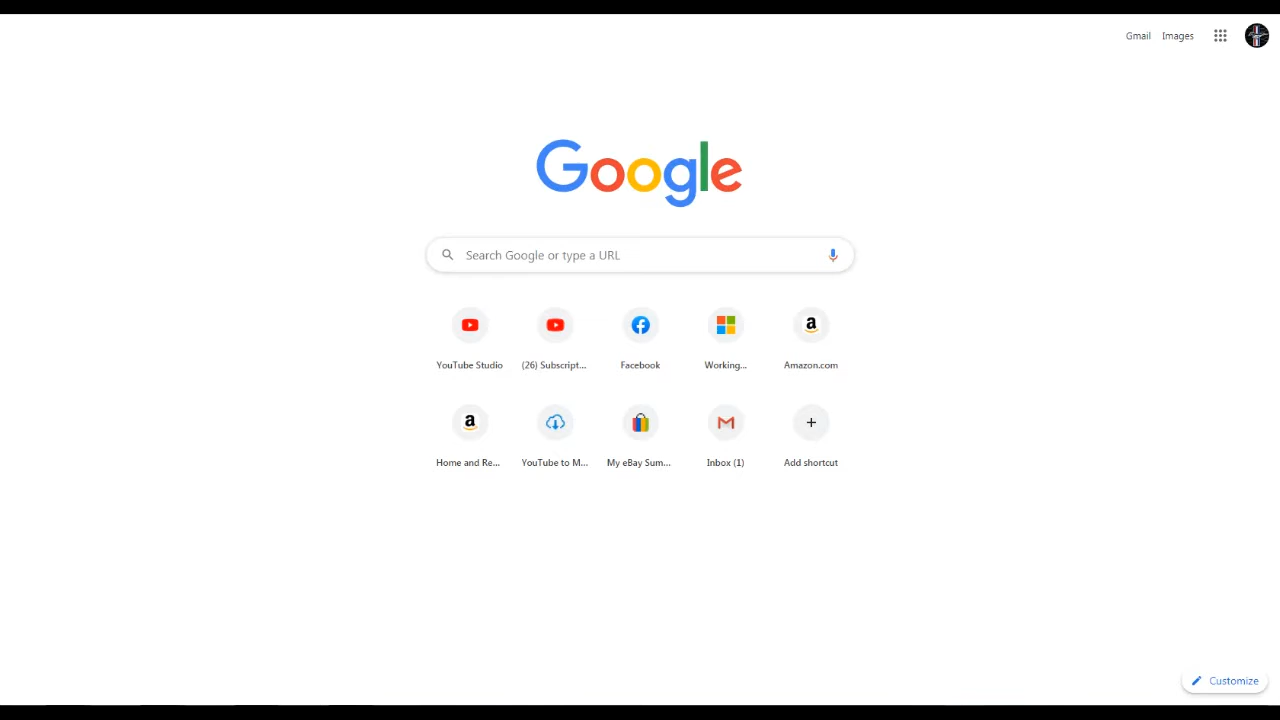 Gmail Images
Google
Search Google or type a URL
YouTube Studio
(26) Subscript...
Facebook
Working...
Amazon.com
Home and Re...
YouTube to M...
My eBay Sum...
Inbox (1)
Add shortcut
Customize